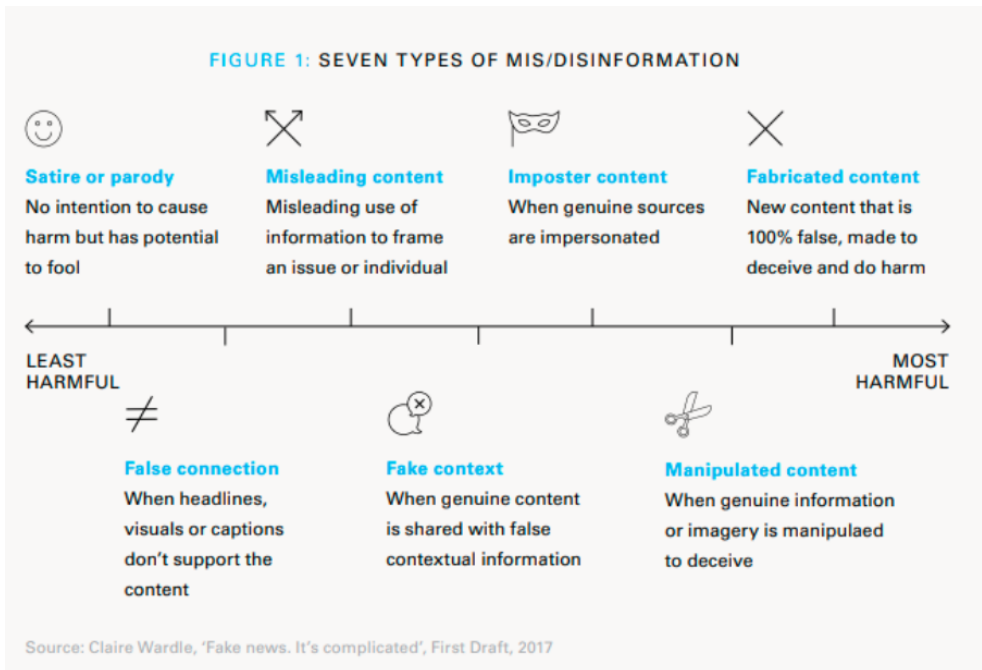 FIGURE 1: SEVEN TYPES OF MIS/DISINFORMATION
Satire or parody
No intention to cause
harm but has potential
to fool
Misleading content
Misleading use of
information to frame
an issue or individual
Imposter content
When genuine sources
are impersonated
Fabricated content
New content that is
100% false, made to
deceive and do harm
LEAST
HARMFUL
MOST
HARMFUL
False connection
When headlines,
visuals or captions
don't support the
content
Fake context
When genuine content
is shared with false
contextual information
Manipulated content
When genuine information
or imagery is manipulaed
to deceive
Source: Claire Wardle, 'Fake news. It's complicated', First Draft, 2017